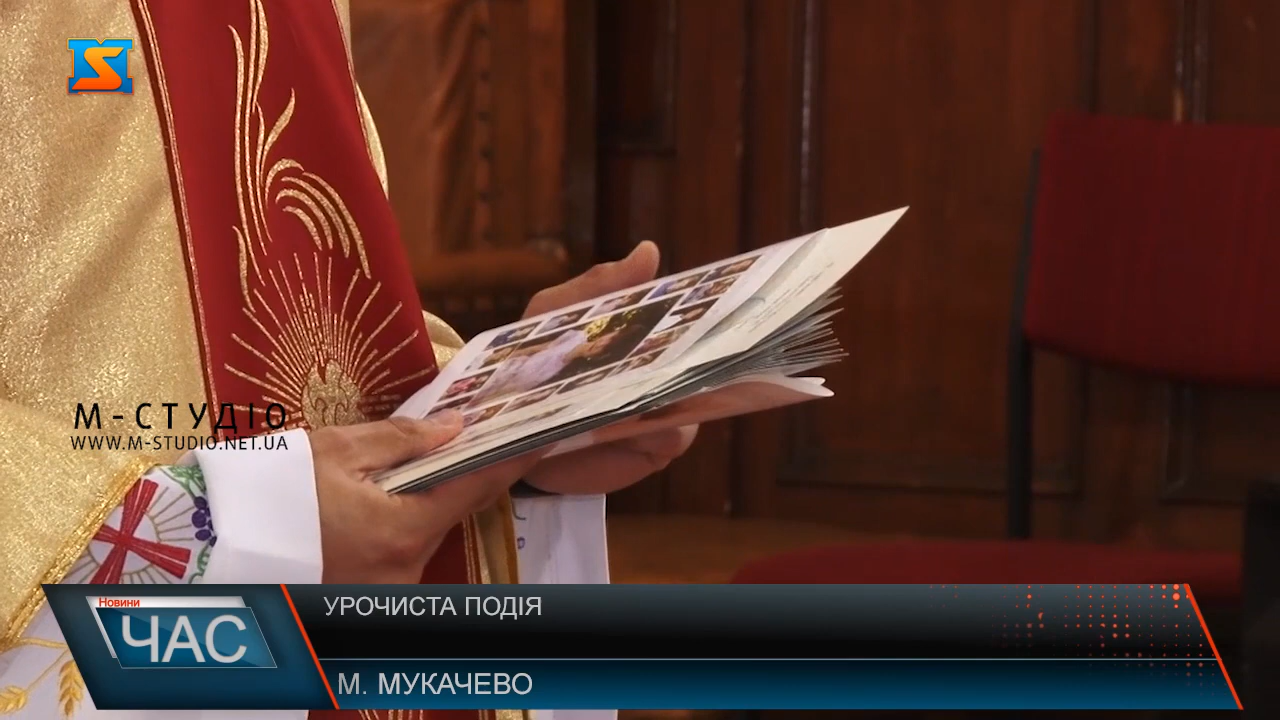 М-СТУДІО
WWW.M-STUDIO.NET.UA
Новини
ЧАС
УРОЧИСТА ПОДІЯ
М. МУКАЧЕВО